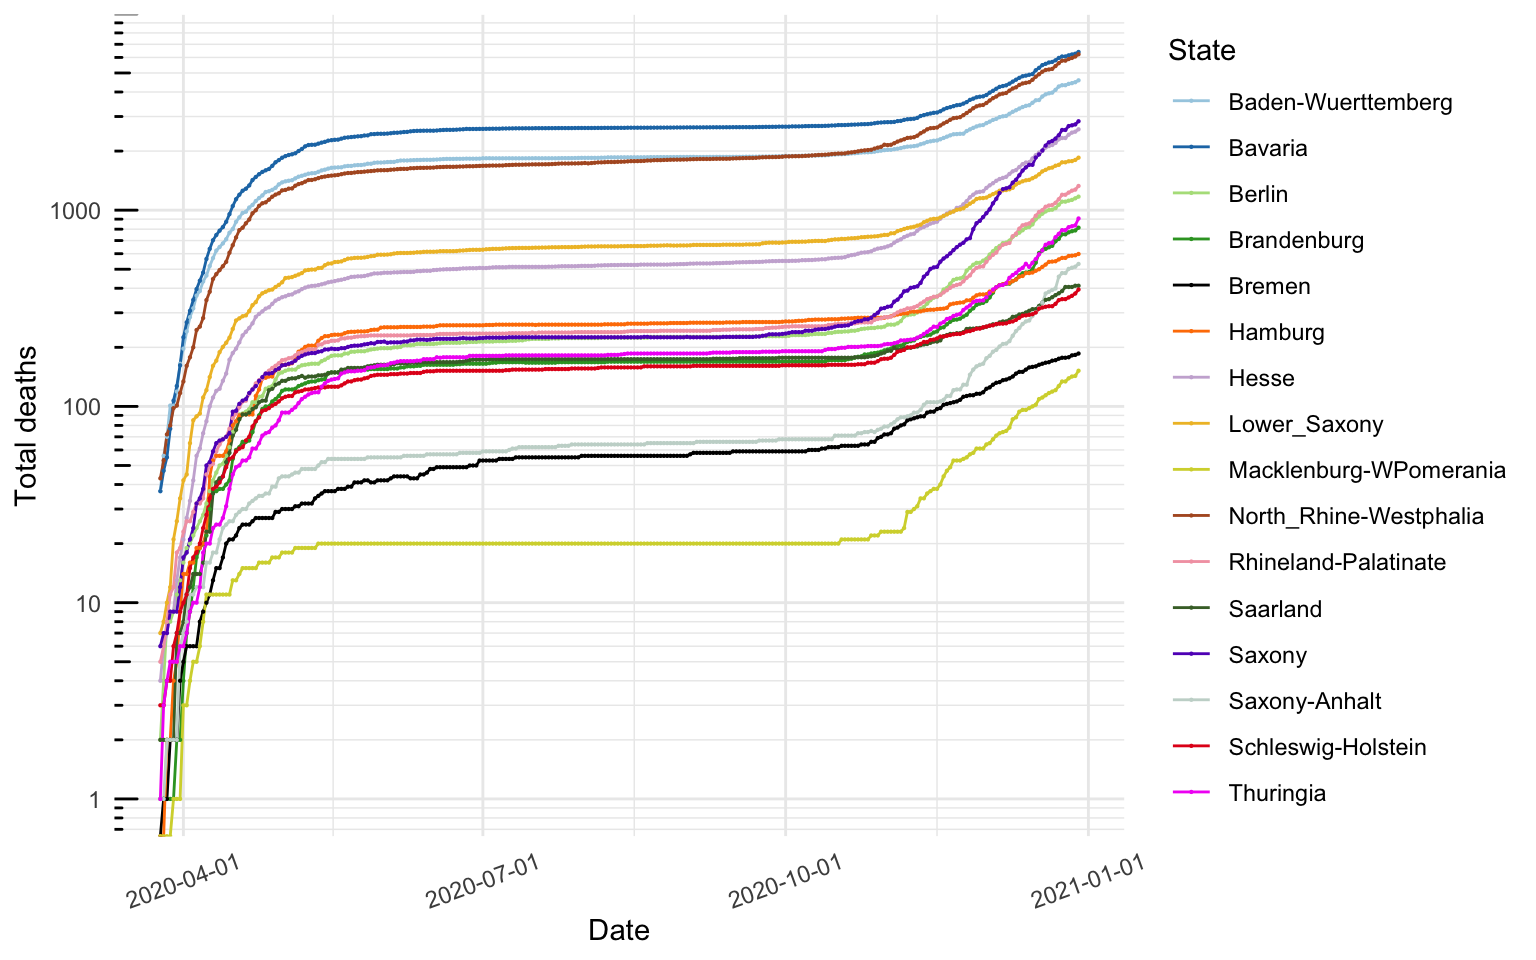 State
Baden-Wuerttemberg
Bavaria
Berlin
Brandenburg
Bremen
Hamburg
Hesse
Lower_Saxony
Macklenburg-WPomerania
North_Rhine-Westphalia
Rhineland-Palatinate
Saarland
Saxony
Saxony-Anhalt
Schleswig-Holstein
Thuringia
Total deaths
1000
100
10
1
2020-04-01
2020-07-01
2020-10-01
2021-01-01
Date